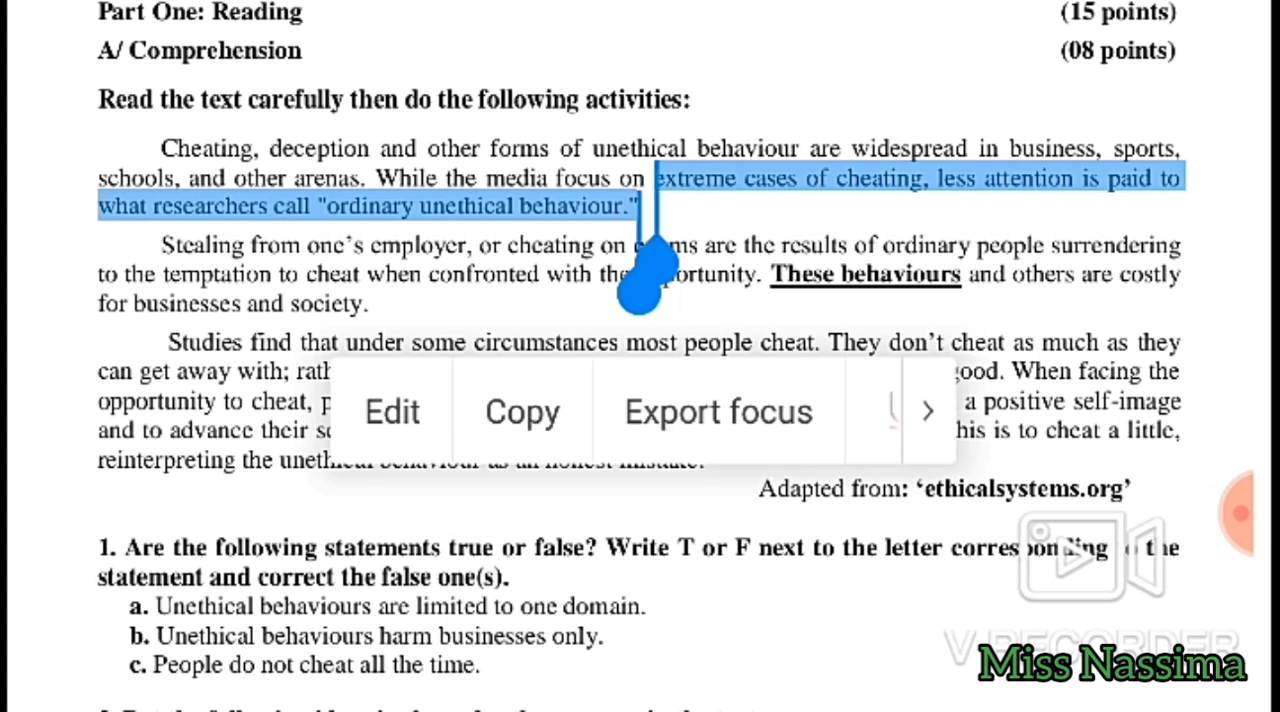 Part One: Reading (15 points)
A/ Comprehension (08 points)
Read the text carefully then do the following activities:
Cheating, deception and other forms of unethical behaviour are widespread in business, sports,
schools, and other arenas. While the media focus on extreme cases of cheating, less attention is paid to
what researchers call "ordinary unethical behaviour."
Stealing from one's employer, or cheating on are the results of ordinary people surrendering
to the temptation to cheat when confronted with the These behaviours and others are costly
for businesses and society.
Studies find that under some circumstances most people cheat. They don't cheat as much as they
can get away with; good. When facing the
opportunity to cheat, a positive self-image
and to advance their his is to cheat a little,
reinterpreting the
Edit Copy Export focus
Adapted from: 'ethicalsystems.org'
1. Are the following statements true or false? Write T or F next to the letter corresponding to the
statement and correct the false one(s).
a. Unethical behaviours are limited to one domain.
b. Unethical behaviours harm businesses only.
c. People do not cheat all the time.
V RECORDER
Miss Nassima